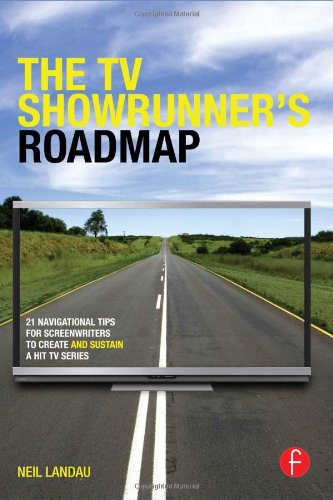 THE TV
SHOWRUNNER'S
ROADMAP
21 NAVIGATIONAL TIPS
FOR SCREENWRITERS
TO CREATE AND SUSTAIN
A HIT TV SERIES
NEIL LANDAU
f